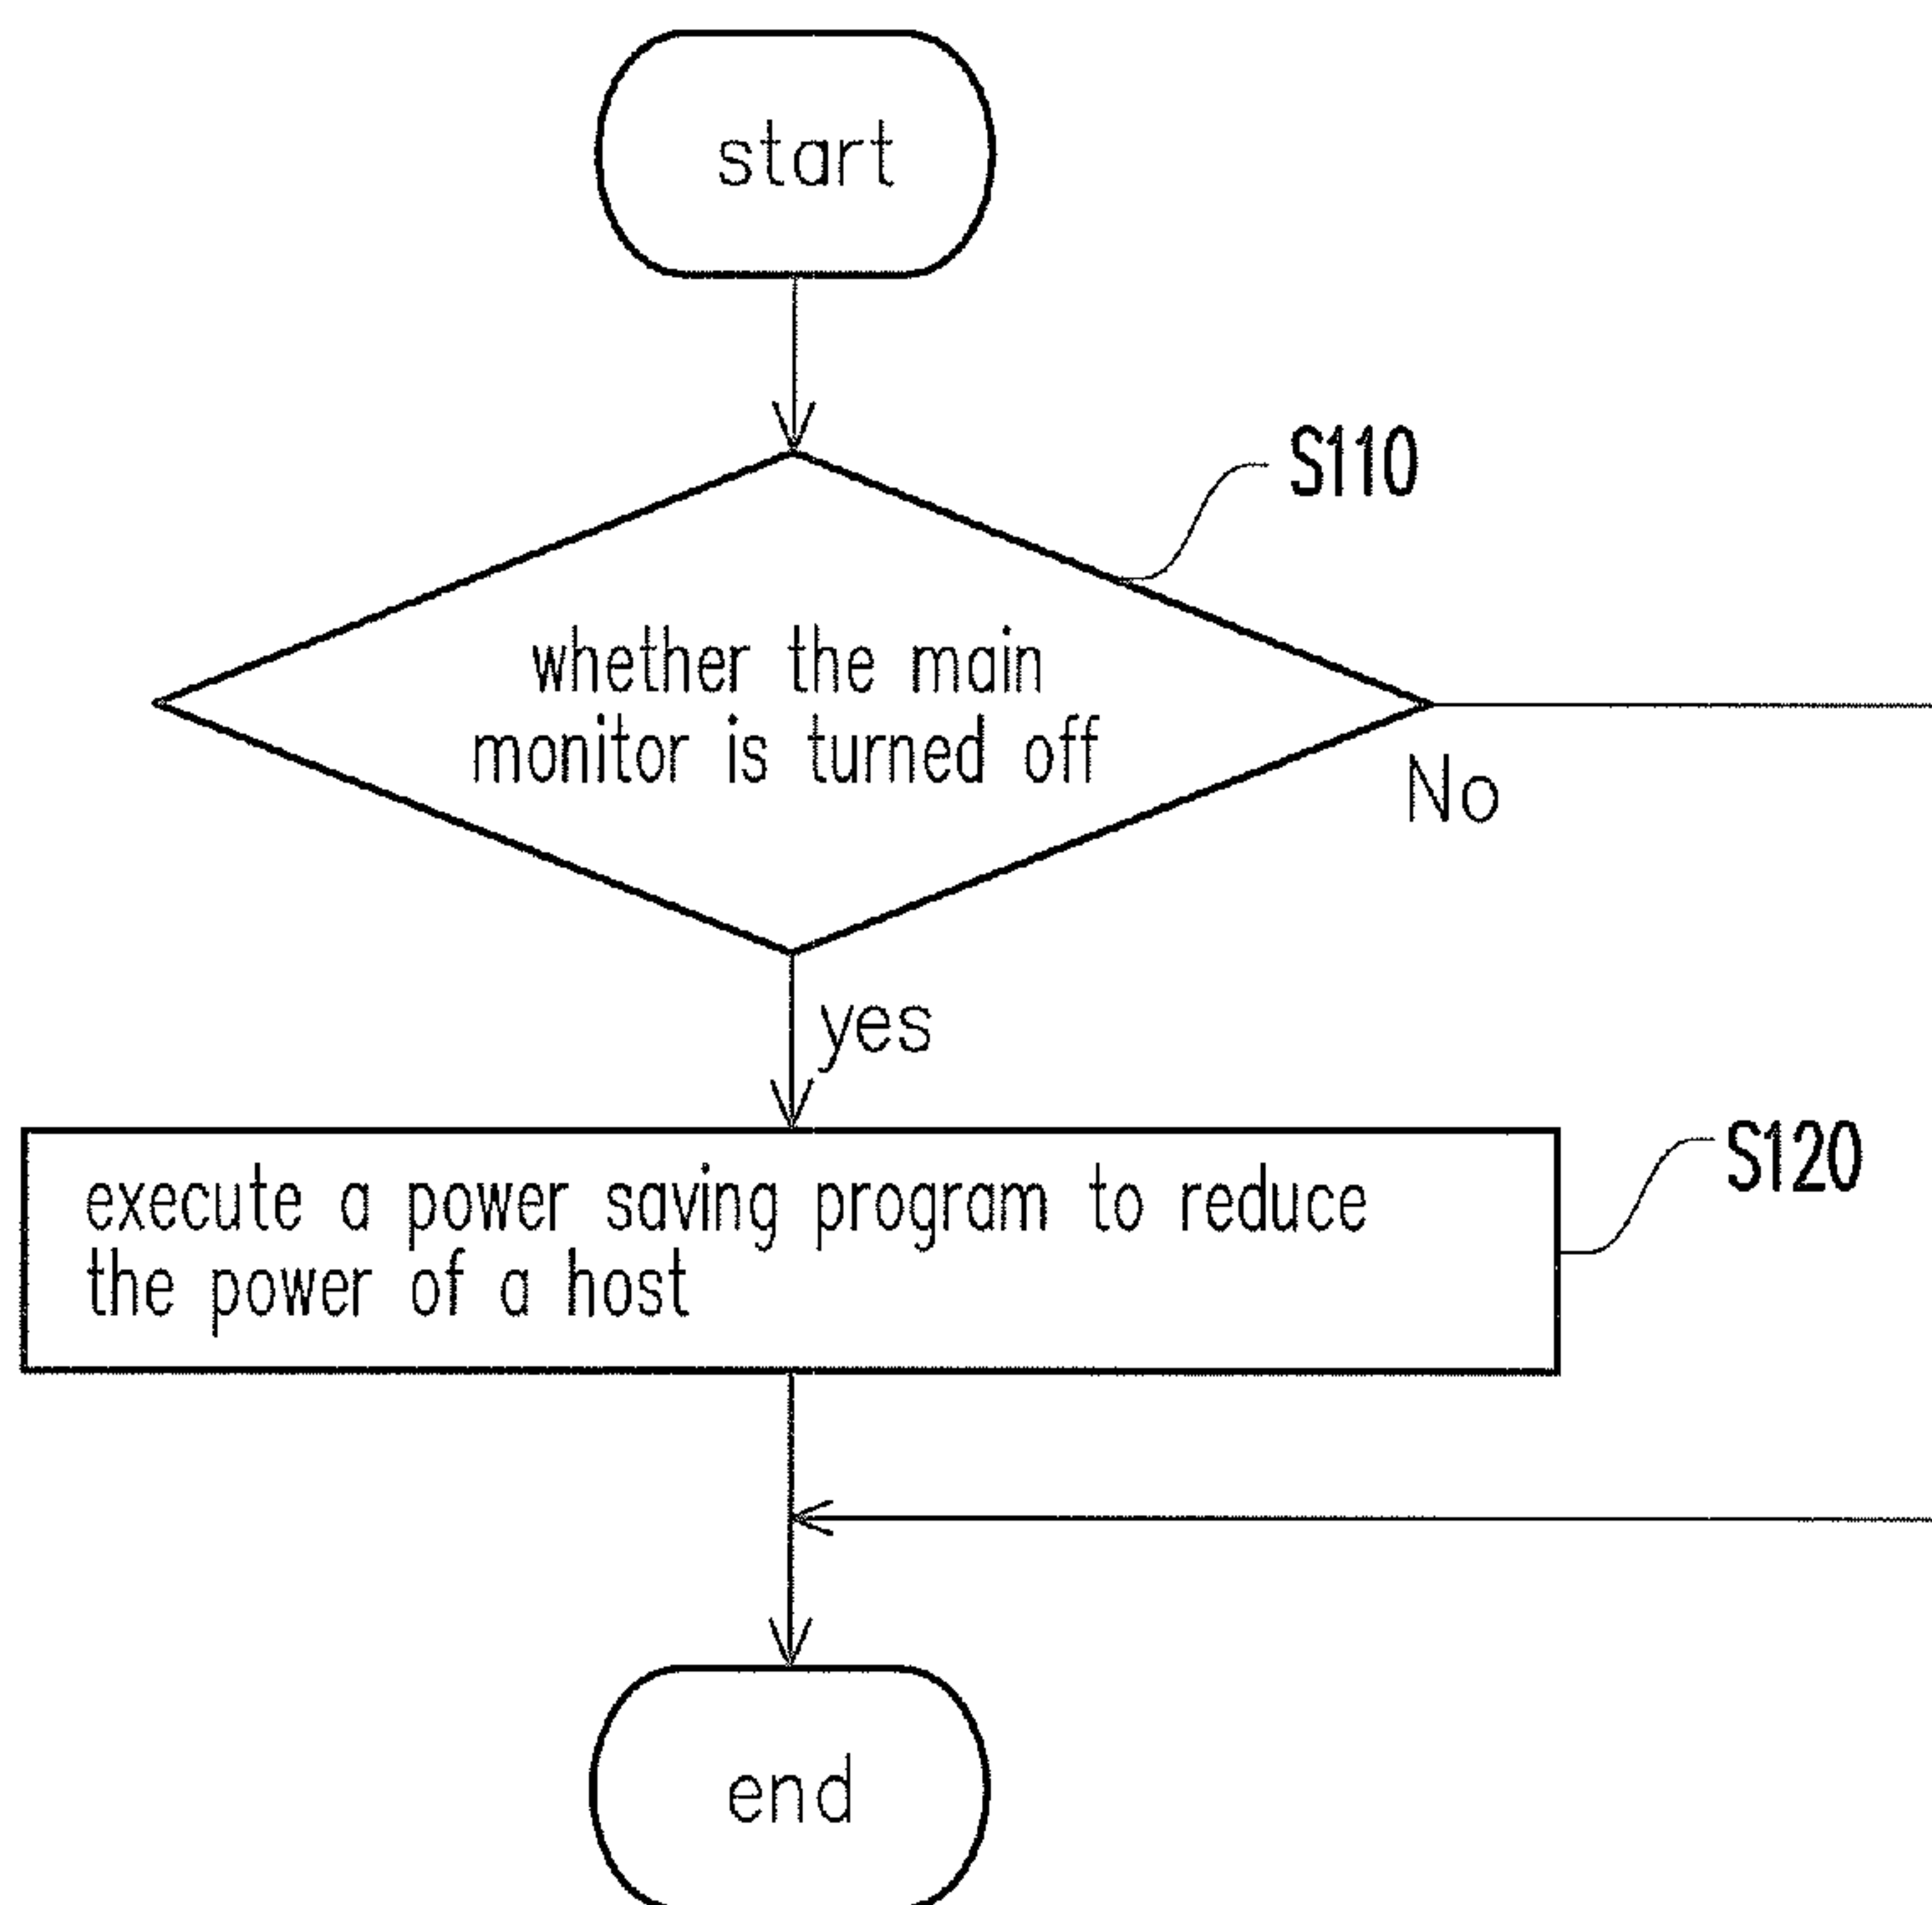 start
S110
whether the main
monitor is turned off
No
yes
S120
execute a power saving program to reduce
the power of a host
end